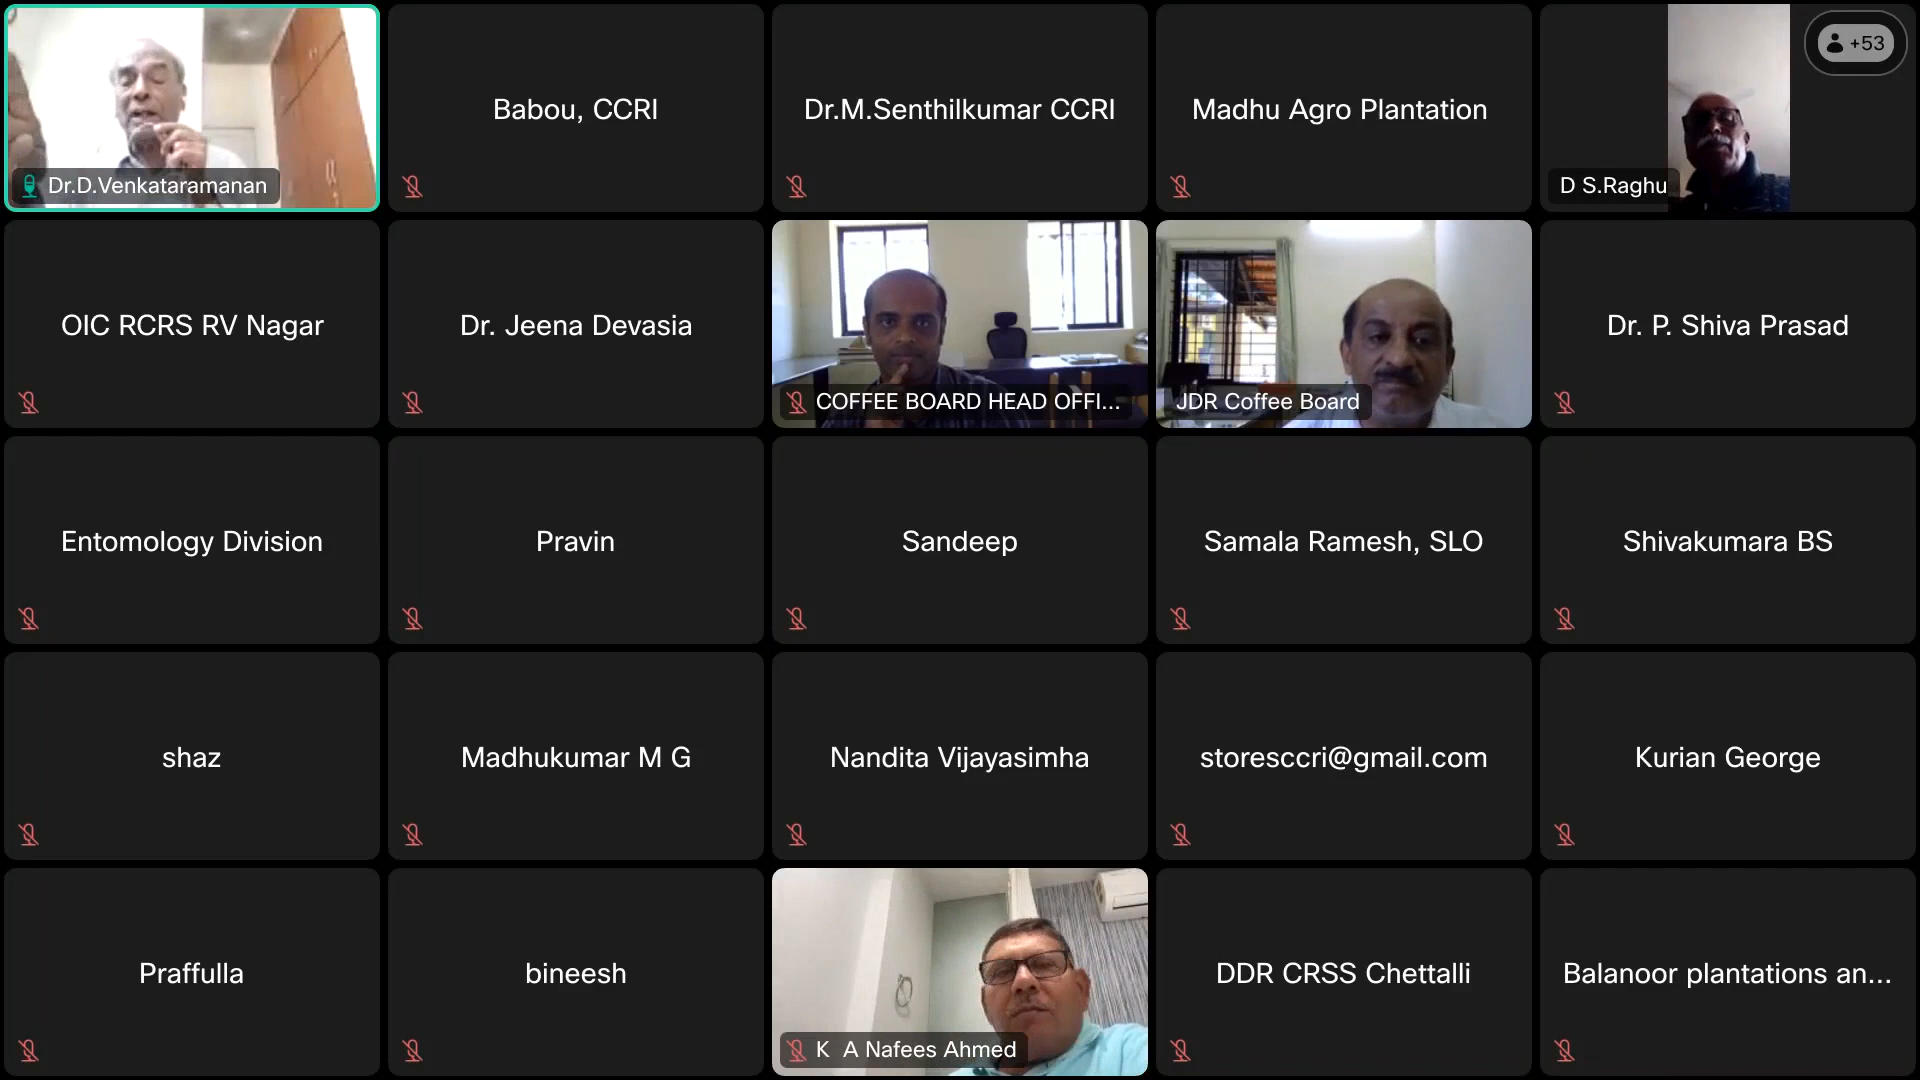 Dr.D.Venkataramanan
Babou, CCRI
Dr.M.Senthilkumar CCRI
Madhu Agro Plantation
D S.Raghu
+53
OIC RCRS RV Nagar
Dr. Jeena Devasia
COFFEE BOARD HEAD OFFI...
JDR Coffee Board
Dr. P. Shiva Prasad
Entomology Division
Pravin
Sandeep
Samala Ramesh, SLO
Shivakumara BS
shaz
Madhukumar M G
Nandita Vijayasimha
storesccri@gmail.com
Kurian George
Praffulla
bineesh
K A Nafees Ahmed
DDR CRSS Chettalli
Balanoor plantations an...